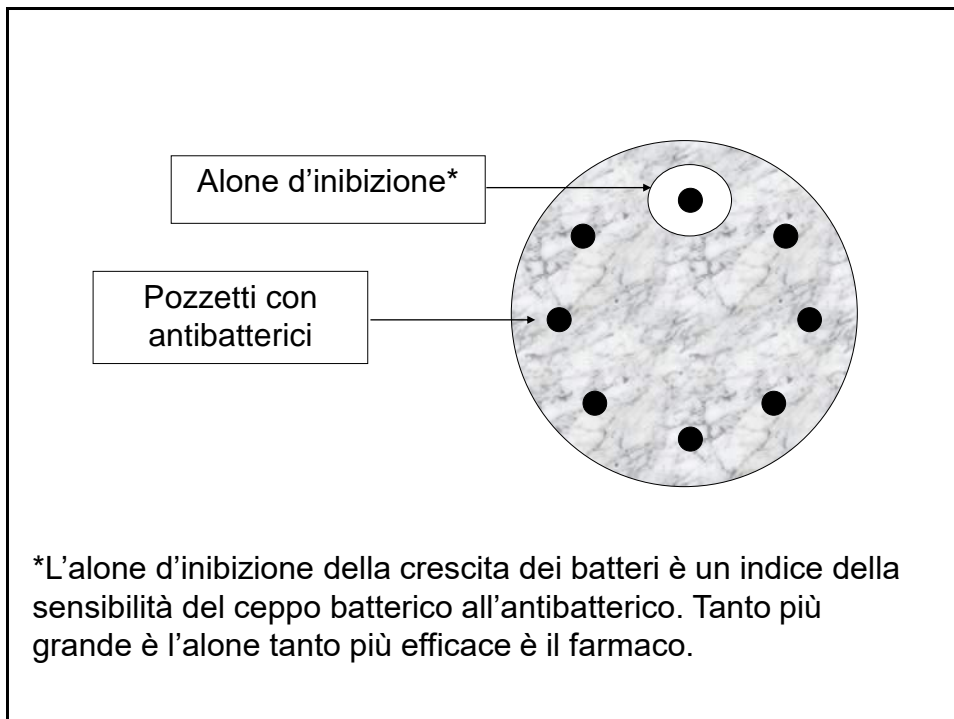 Alone d’inibizione*
Pozzetti con
antibatterici
*L’alone d’inibizione della crescita dei batteri è un indice della
sensibilità del ceppo batterico all’antibatterico. Tanto più
grande è l’alone tanto più efficace è il farmaco.